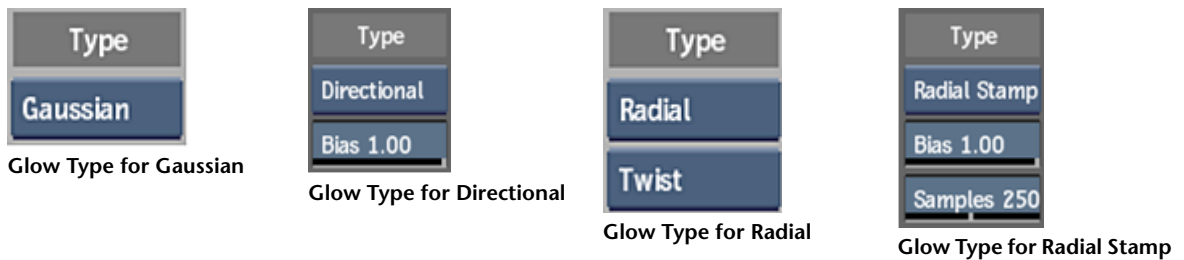 Type
Gaussian
Glow Type for Gaussian
Type
Directional
Bias 1.00
Glow Type for Directional
Type
Radial
Twist
Glow Type for Radial
Type
Radial Stamp
Bias 1.00
Samples 250
Glow Type for Radial Stamp